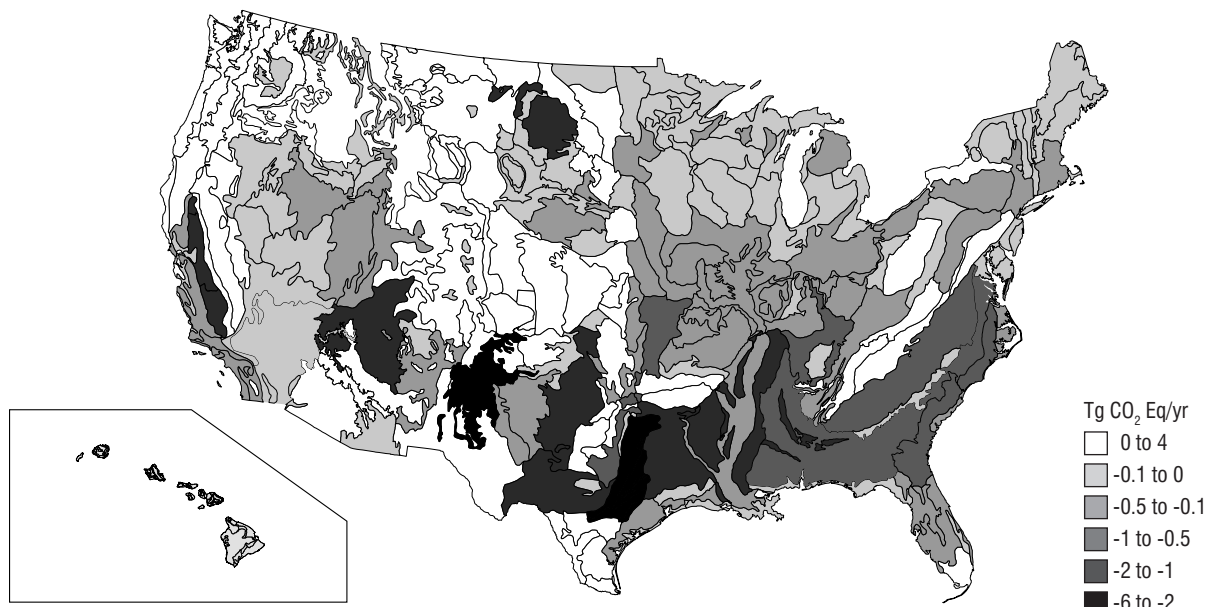 Tg CO₂ Eq/yr
0 to 4
-0.1 to 0
-0.5 to -0.1
-1 to -0.5
-2 to -1
-6 to -2